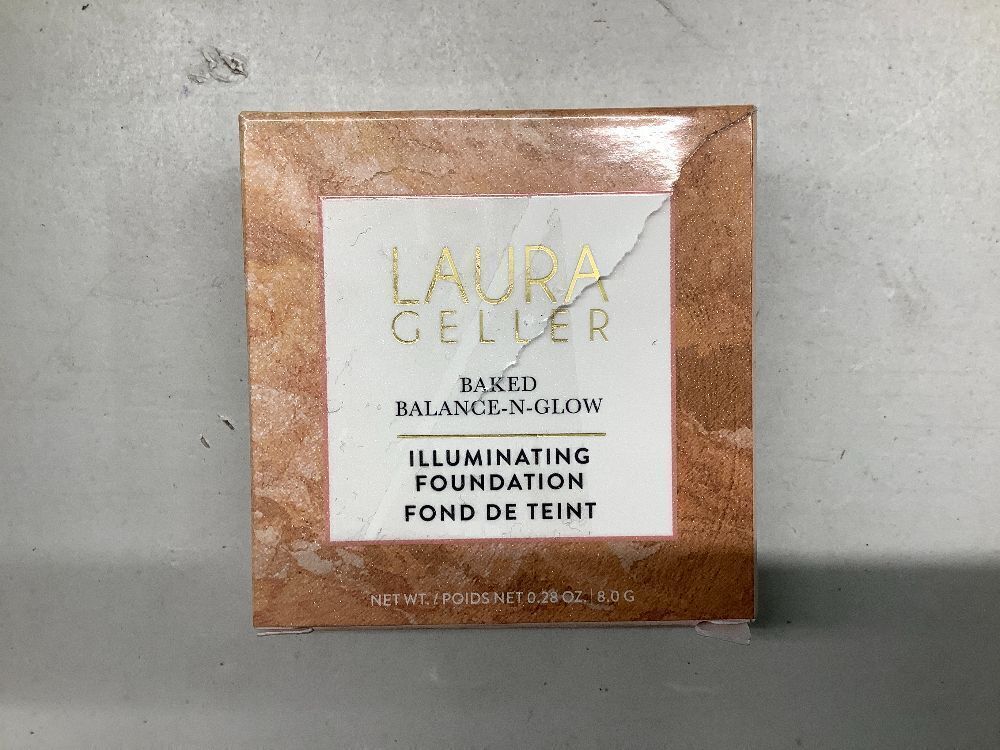 LAURA
GELLER
BAKED
BALANCE-N-GLOW
ILLUMINATING
FOUNDATION
FOND DE TEINT
NET WT. / POIDS NET 0.28 OZ. | 8.0 G